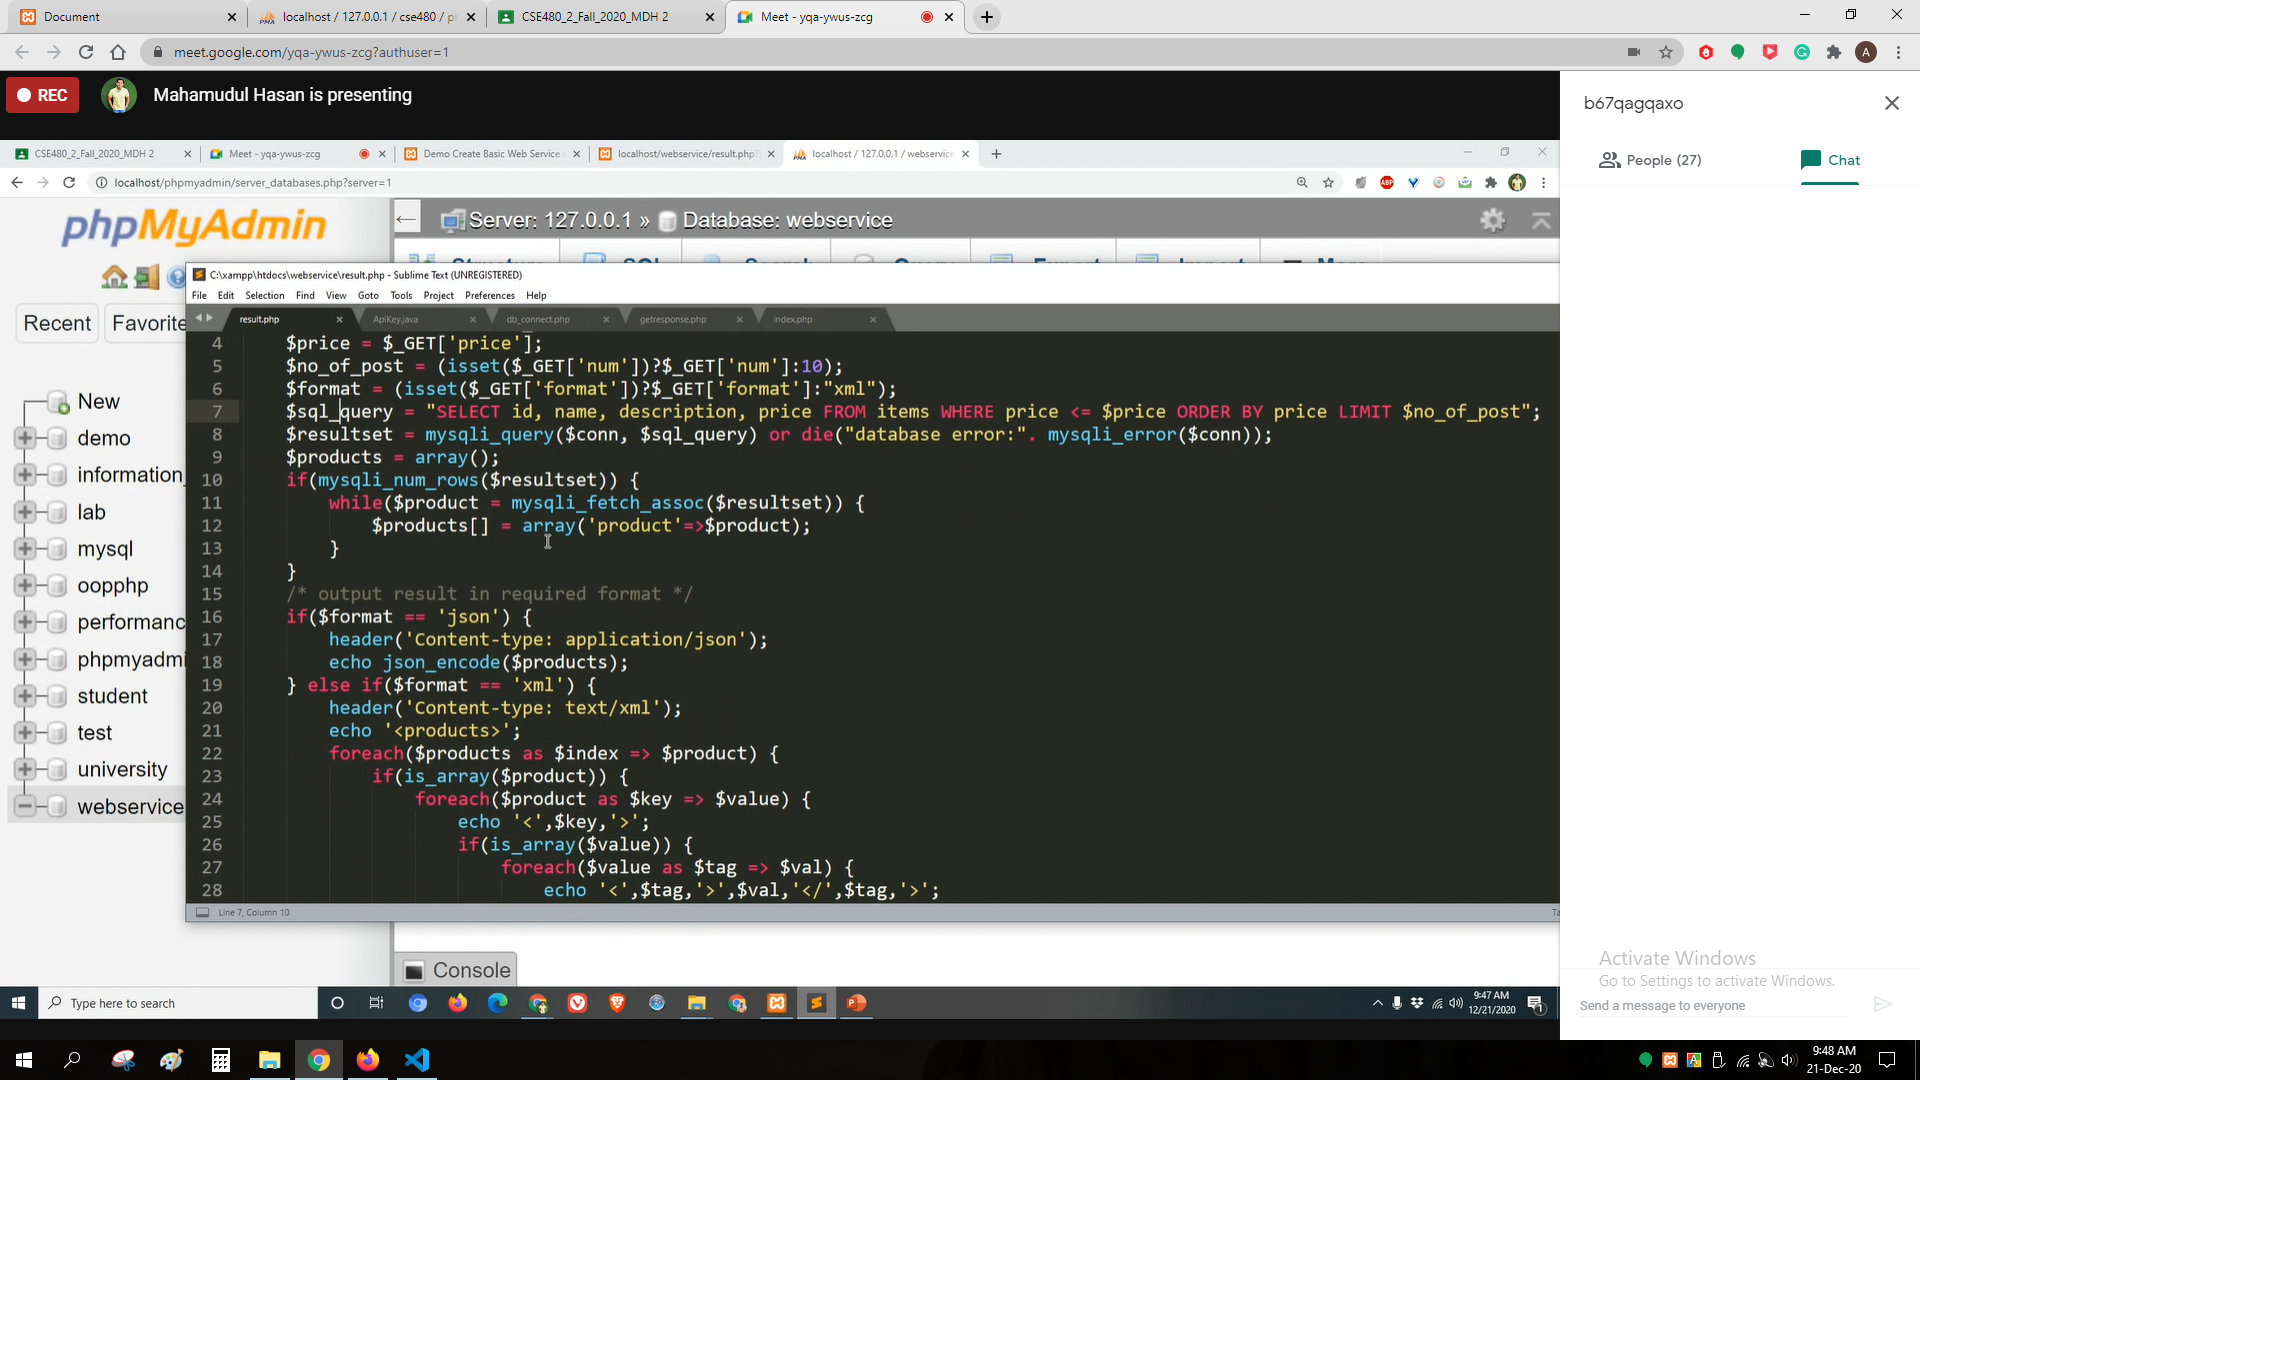 Document
localhost / 127.0.0.1 / cse480 / p
CSE480_2_Fall_2020_MDH 2
Meet - yqa-ywus-zcg
meet.google.com/yqa-ywus-zcg?authuser=1
A
REC
Mahamudul Hasan is presenting
b67qagqaxo
People (27)
Chat
CSE480_2_Fall_2020_MDH 2
Meet - yqa-ywus-zcg
Demo Create Basic Web Service
localhost/webservice/result.php?
localhost / 127.0.0.1 / webservice
localhost/phpmyadmin/server_databases.php?server=1
ABP
phpMyAdmin
Server: 127.0.0.1 » Database: webservice
Recent
Favorite
New
demo
information_
lab
mysql
oopphp
performanc
phpmyadmi
student
test
university
webservice
C:\xampp\htdocs\webservice\result.php - Sublime Text (UNREGISTERED)
File Edit Selection Find View Goto Tools Project Preferences Help
result.php
ApiKey.java
db_connect.php
getresponse.php
index.php
4 $price = $_GET['price'];
5 $no_of_post = (isset($_GET['num'])?$_GET['num']:10);
6 $format = (isset($_GET['format'])?$_GET['format']:"xml");
7 $sql_query = "SELECT id, name, description, price FROM items WHERE price <= $price ORDER BY price LIMIT $no_of_post";
8 $resultset = mysqli_query($conn, $sql_query) or die("database error:". mysqli_error($conn));
9 $products = array();
10 if(mysqli_num_rows($resultset)) {
11 while($product = mysqli_fetch_assoc($resultset)) {
12 $products[] = array('product'=>$product);
13 }
14 }
15 /* output result in required format */
16 if($format == 'json') {
17 header('Content-type: application/json');
18 echo json_encode($products);
19 } else if($format == 'xml') {
20 header('Content-type: text/xml');
21 echo '<products>';
22 foreach($products as $index => $product) {
23 if(is_array($product)) {
24 foreach($product as $key => $value) {
25 echo '<',$key,'>';
26 if(is_array($value)) {
27 foreach($value as $tag => $val) {
28 echo '<',$tag,'>',$val,'</',$tag,'>';
Line 7, Column 10
Console
Type here to search
9:47 AM
12/21/2020
Activate Windows
Go to Settings to activate Windows.
Send a message to everyone
9:48 AM
21-Dec-20